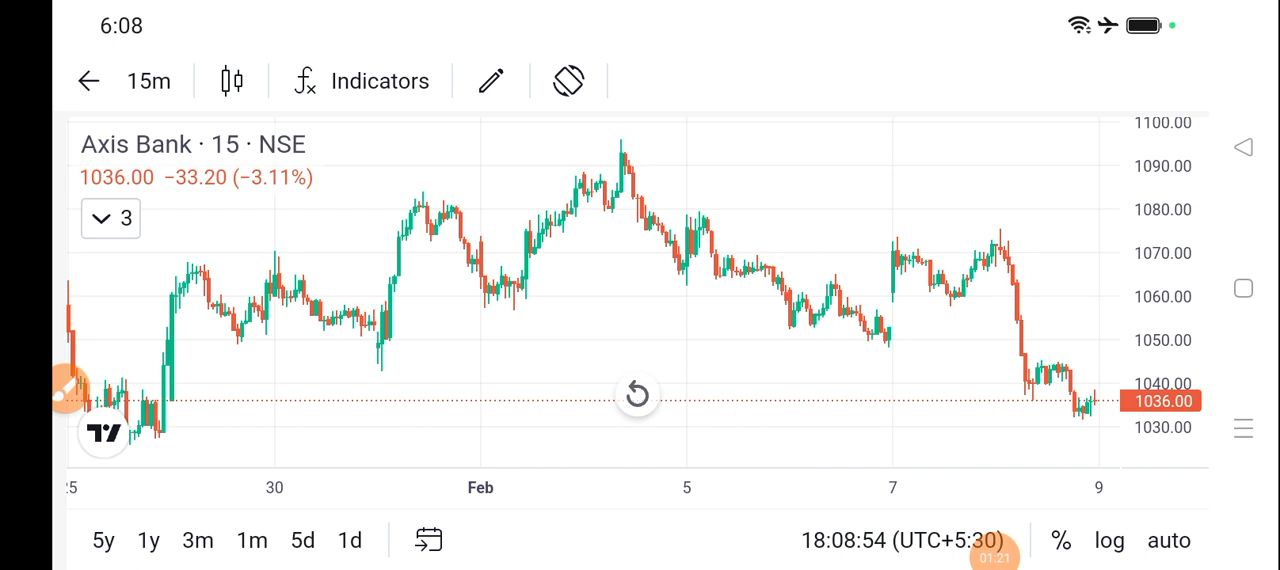 6:08
15m Indicators
Axis Bank · 15 · NSE
1036.00 −33.20 (−3.11%)
3
1100.00
1090.00
1080.00
1070.00
1060.00
1050.00
1040.00
1036.00
1030.00
25 30 Feb 5 7 9
5y 1y 3m 1m 5d 1d 18:08:54 (UTC+5:30) % log auto
01:21